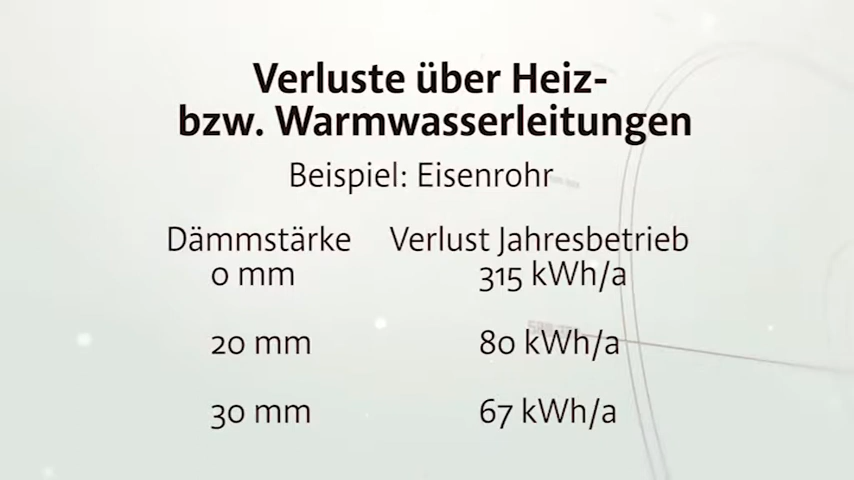 Verluste über Heiz-
bzw. Warmwasserleitungen
Beispiel: Eisenrohr
Dämmstärke Verlust Jahresbetrieb
0 mm 315 kWh/a
20 mm 80 kWh/a
30 mm 67 kWh/a